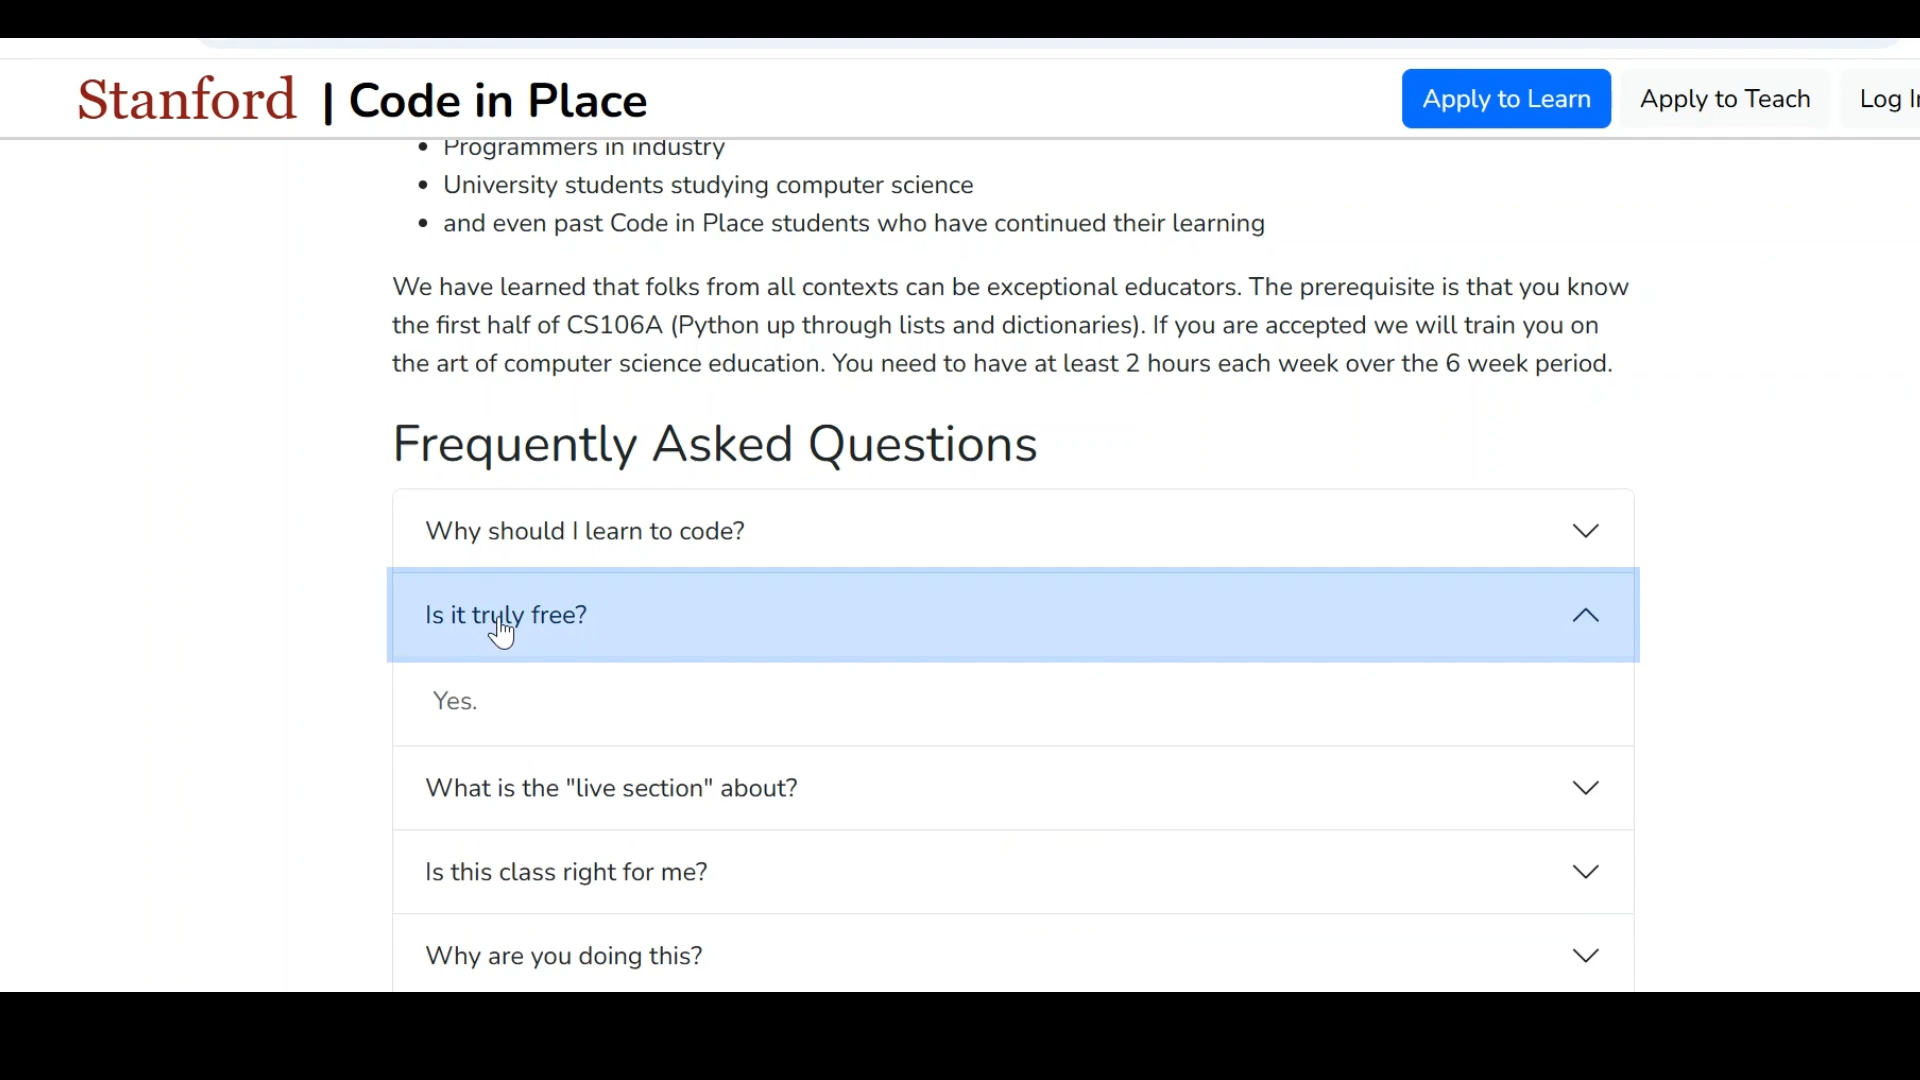 Stanford | Code in Place
Apply to Learn
Apply to Teach
Log
Programmers in industry
University students studying computer science
and even past Code in Place students who have continued their learning
We have learned that folks from all contexts can be exceptional educators. The prerequisite is that you know
the first half of CS106A (Python up through lists and dictionaries). If you are accepted we will train you on
the art of computer science education. You need to have at least 2 hours each week over the 6 week period.
Frequently Asked Questions
Why should I learn to code?
Is it truly free?
Yes.
What is the "live section" about?
Is this class right for me?
Why are you doing this?